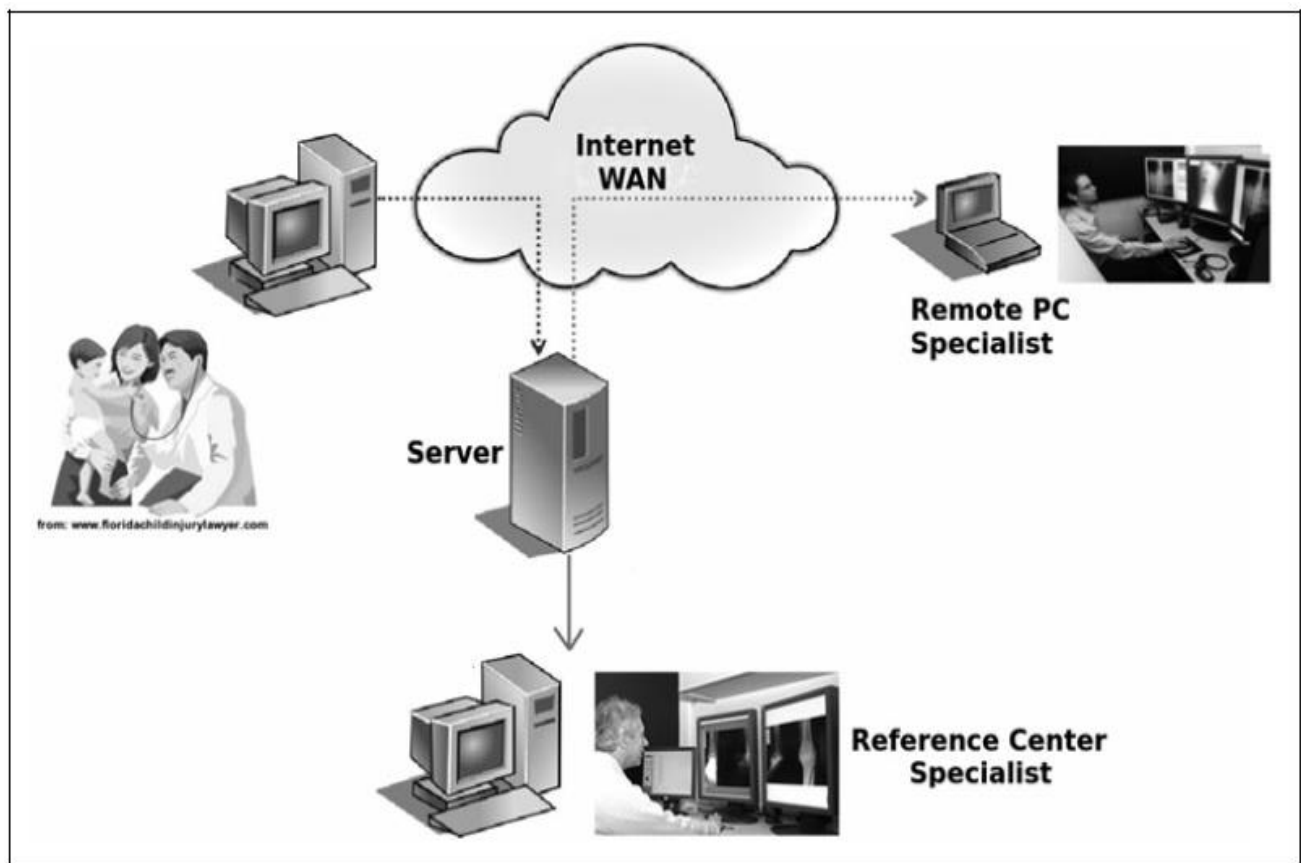 Internet
WAN
Remote PC
Specialist
Server
from: www.floridachildinjurylawyer.com
Reference Center
Specialist